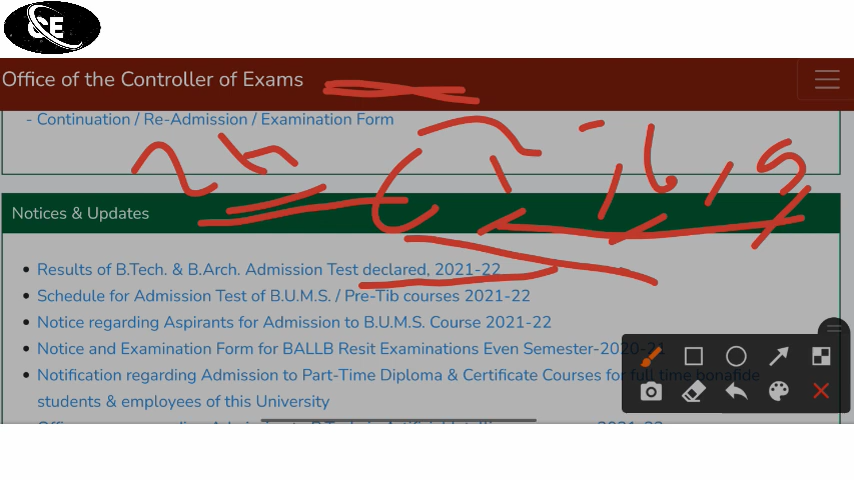 CE
Office of the Controller of Exams
- Continuation / Re-Admission / Examination Form
Notices & Updates
Results of B.Tech. & B.Arch. Admission Test declared, 2021-22
Schedule for Admission Test of B.U.M.S. / Pre-Tib courses 2021-22
Notice regarding Aspirants for Admission to B.U.M.S. Course 2021-22
Notice and Examination Form for BALLB Resit Examinations Even Semester-2020-21
Notification regarding Admission to Part-Time Diploma & Certificate Courses for full time bonafide
students & employees of this University